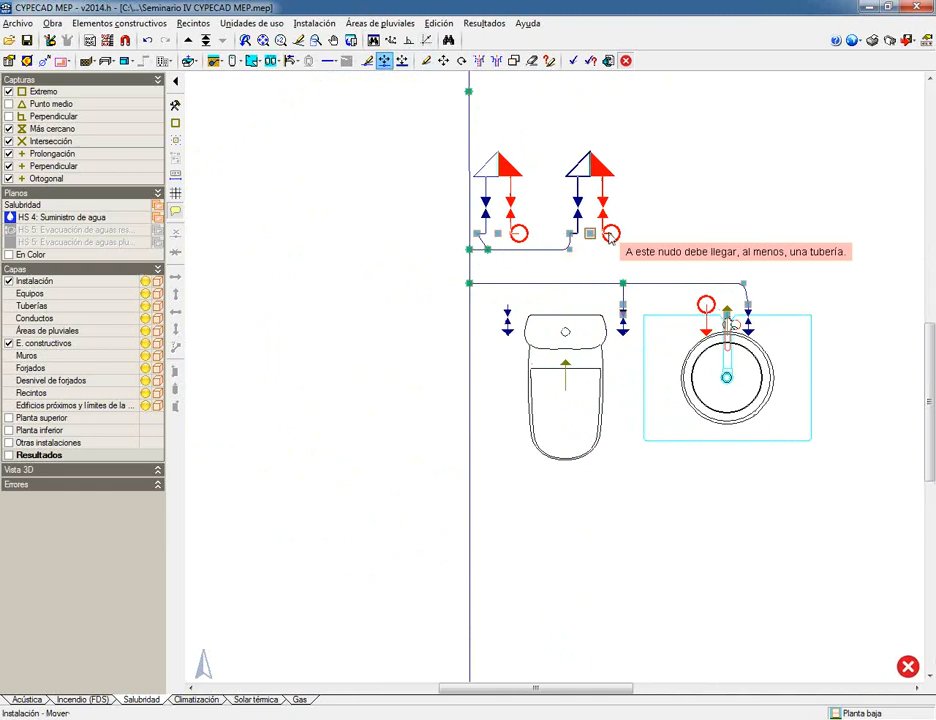 CYPECAD MEP - v2014.h - [C:\...\Seminario IV CYPECAD MEP.mep]
Archivo Obra Elementos constructivos Recintos Unidades de uso Instalación Áreas de pluviales Edición Resultados Ayuda
Capturas
Extremo
Punto medio
Perpendicular
Más cercano
Intersección
Prolongación
Perpendicular
Ortogonal
Planos
Salubridad
HS 4: Suministro de agua
HS 5: Evacuación de aguas res...
HS 5: Evacuación de aguas plu...
En Color
Capas
Instalación
Equipos
Tuberías
Conductos
Áreas de pluviales
E. constructivos
Muros
Forjados
Desnivel de forjados
Recintos
Edificios próximos y límites de la ...
Planta superior
Planta inferior
Otras instalaciones
Resultados
Vista 3D
Errores
A este nudo debe llegar, al menos, una tubería.
Acústica Incendio (FDS) Salubridad Climatización Solar térmica Gas
Instalación - Mover
Planta baja